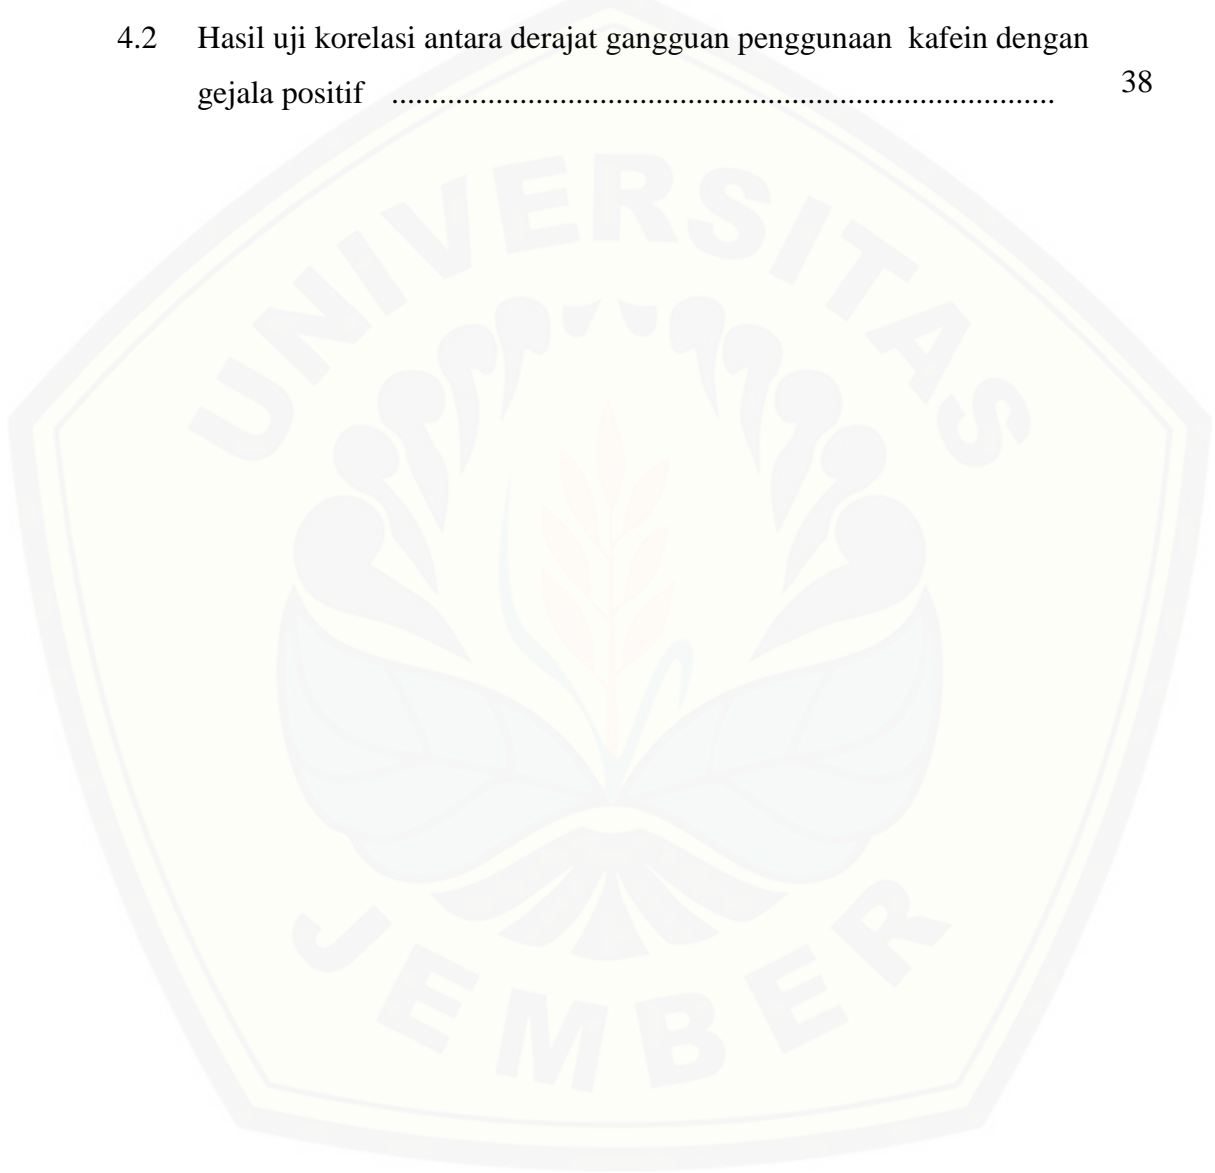 4.2 Hasil uji korelasi antara derajat gangguan penggunaan kafein dengan
gejala positif ................................................................................... 38
UNIVERSITAS
JEMBER